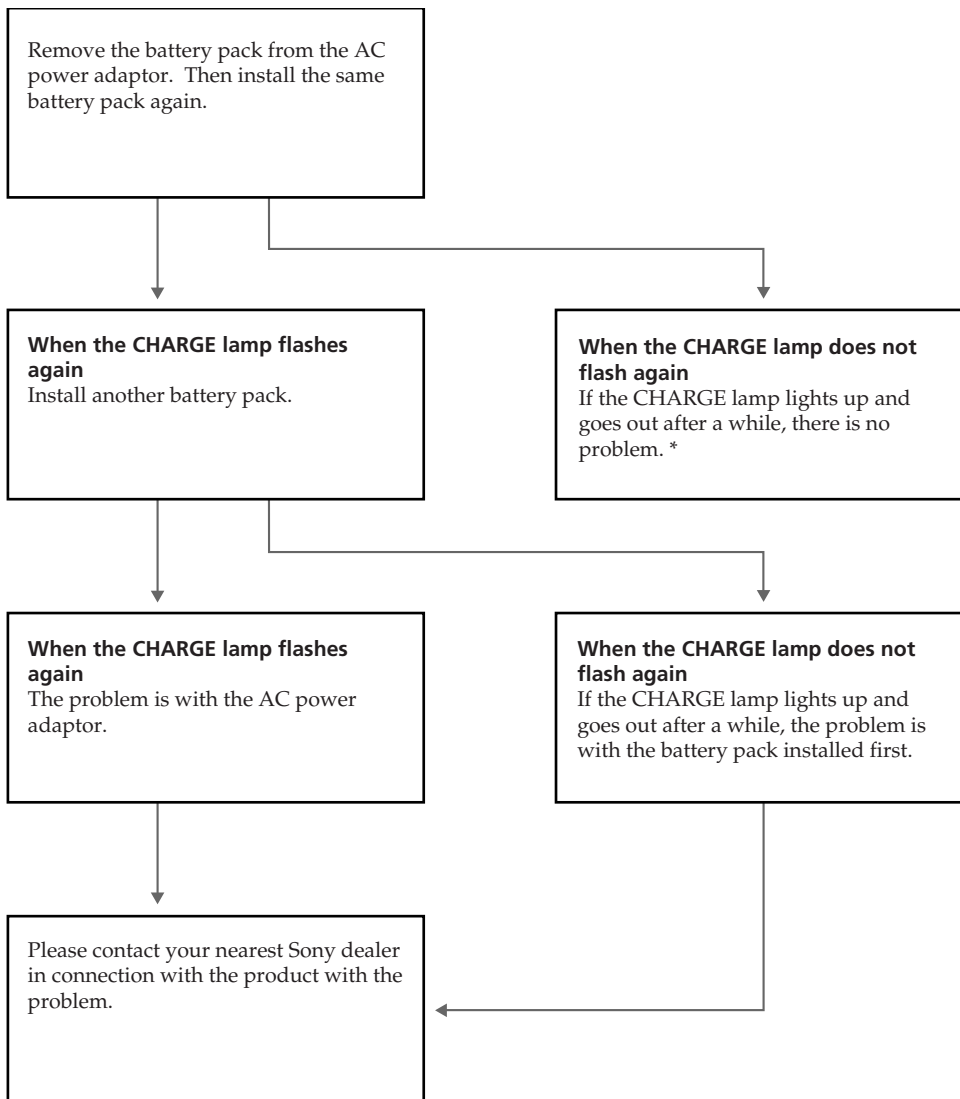 Remove the battery pack from the AC
power adaptor. Then install the same
battery pack again.
When the CHARGE lamp flashes
again
Install another battery pack.
When the CHARGE lamp does not
flash again
If the CHARGE lamp lights up and
goes out after a while, there is no
problem. *
When the CHARGE lamp flashes
again
The problem is with the AC power
adaptor.
When the CHARGE lamp does not
flash again
If the CHARGE lamp lights up and
goes out after a while, the problem is
with the battery pack installed first.
Please contact your nearest Sony dealer
in connection with the product with the
problem.